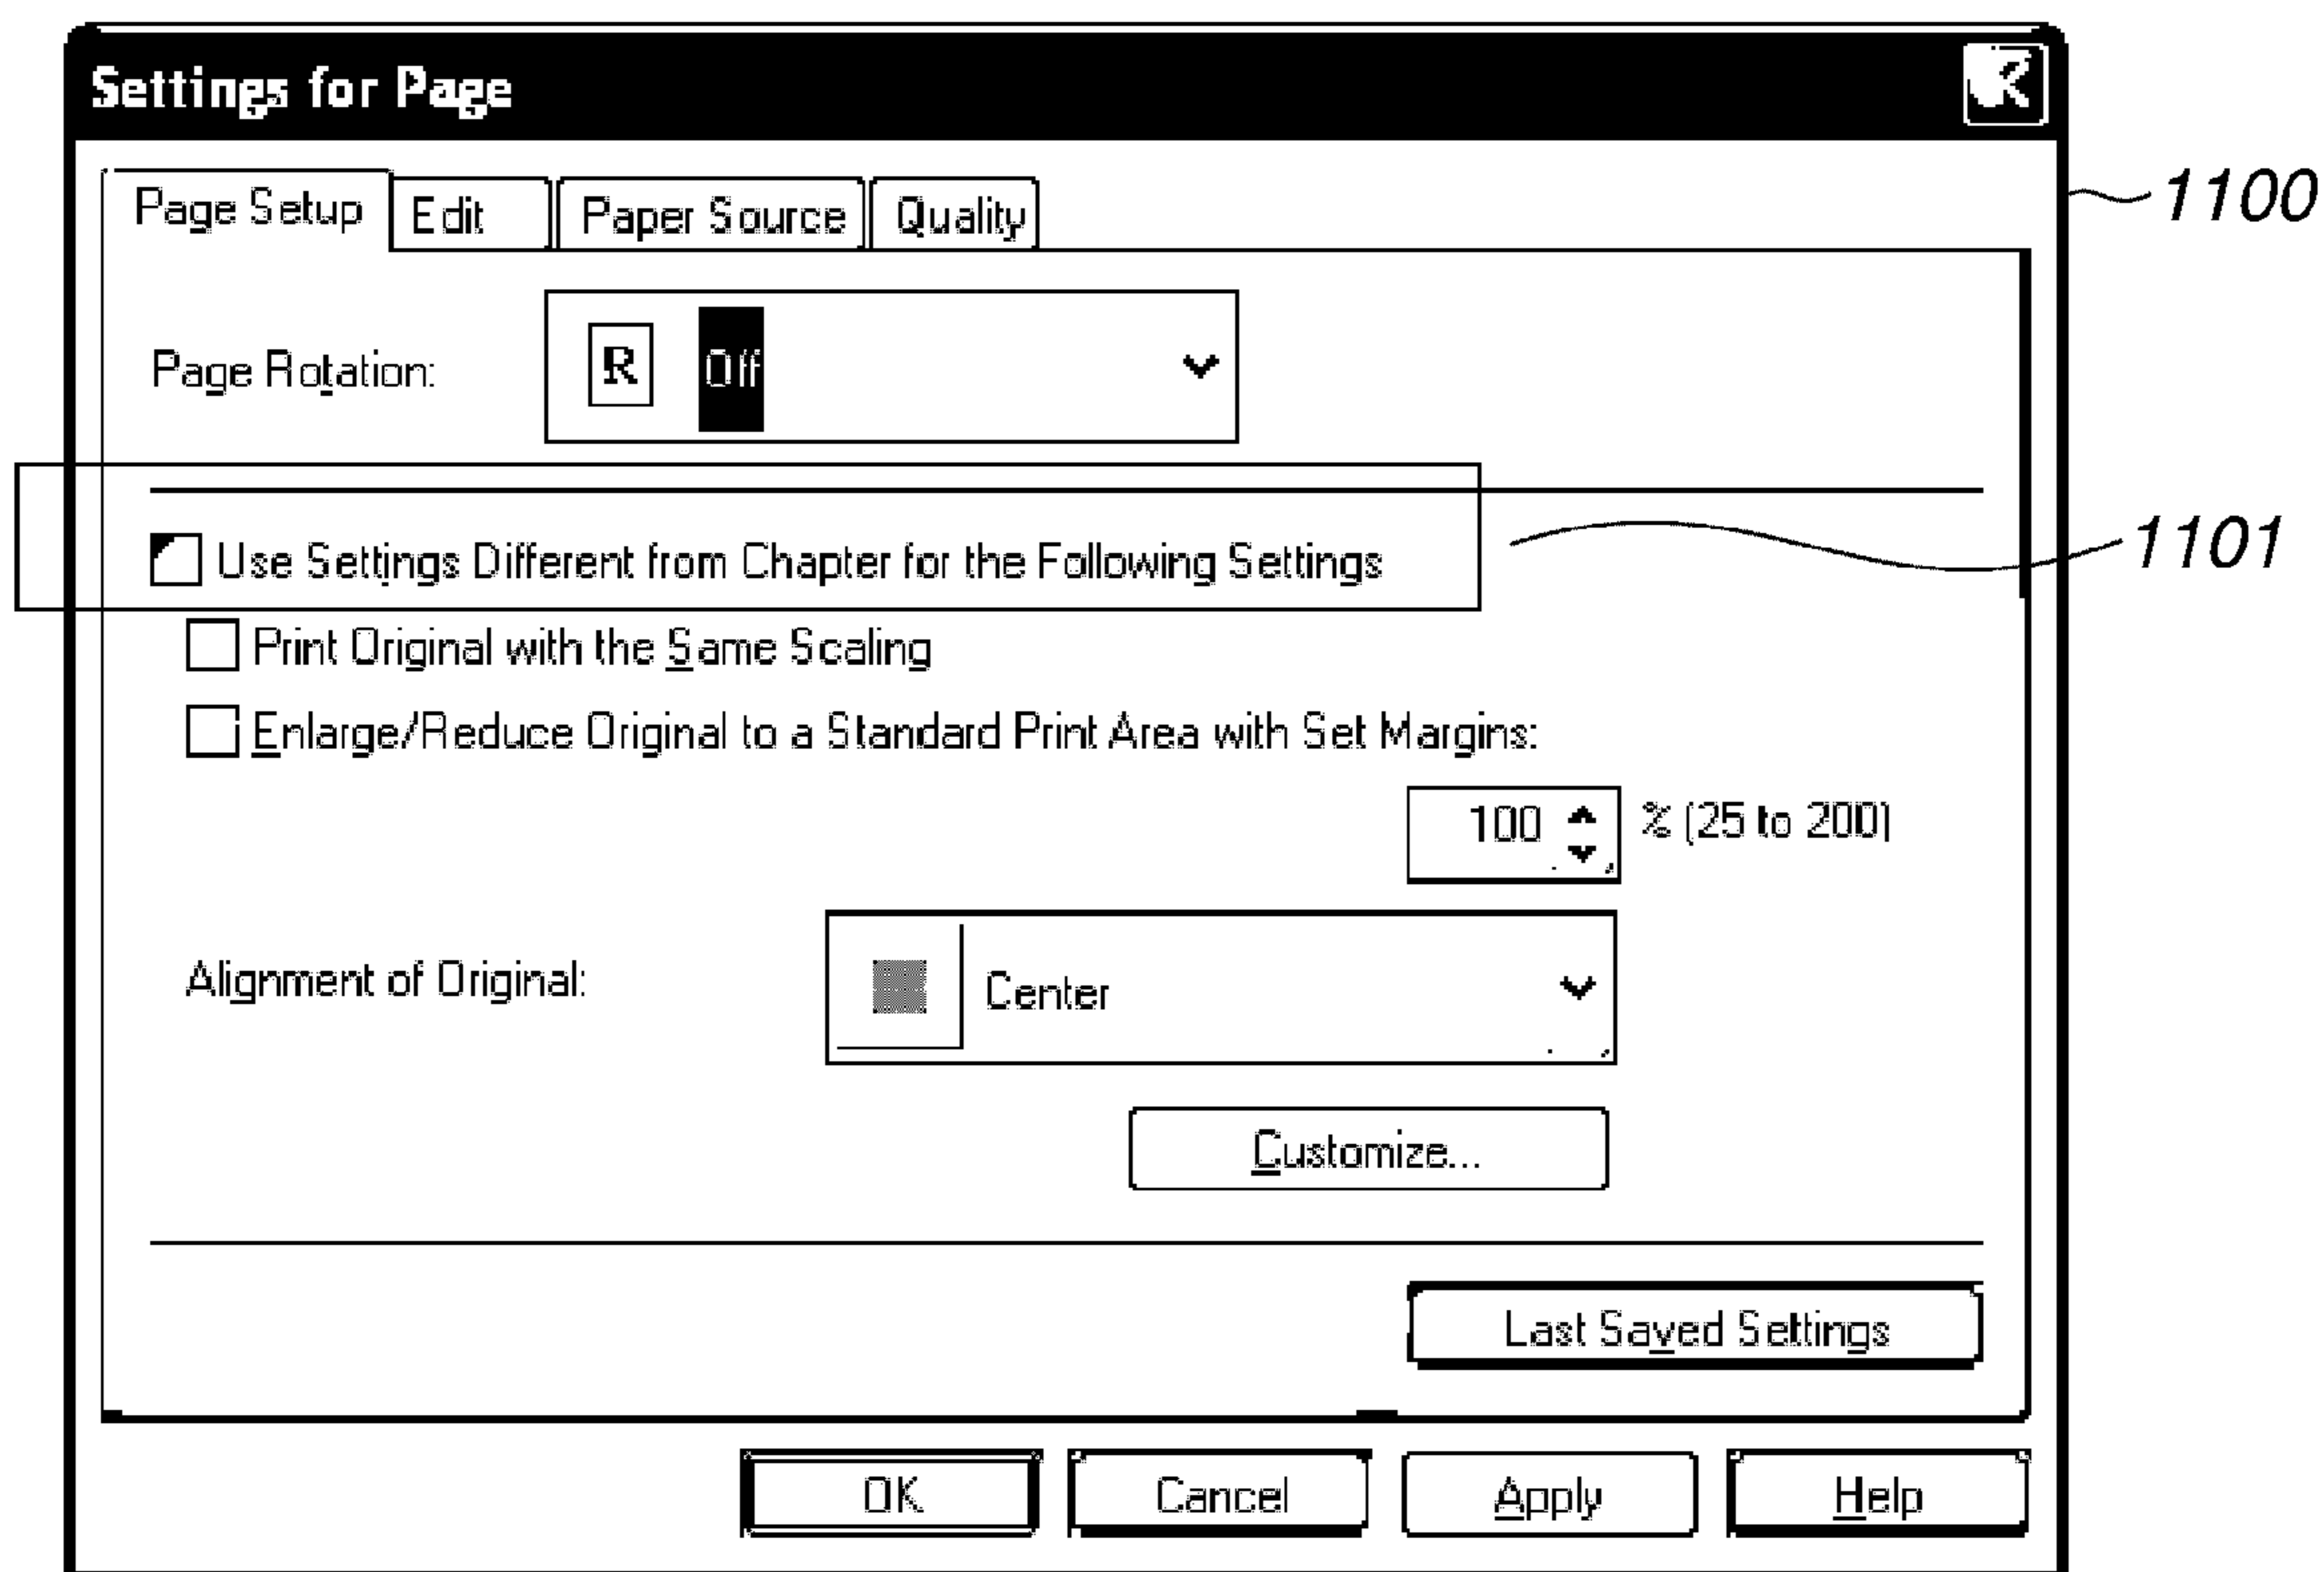 Settings for Page
1100
Page Setup Edit Paper Source Quality
Page Rotation: R Off
Use Settings Different from Chapter for the Following Settings
1101
Print Original with the Same Scaling
Enlarge/Reduce Original to a Standard Print Area with Set Margins:
100 % (25 to 200)
Alignment of Original: Center
Customize...
Last Saved Settings
OK Cancel Apply Help